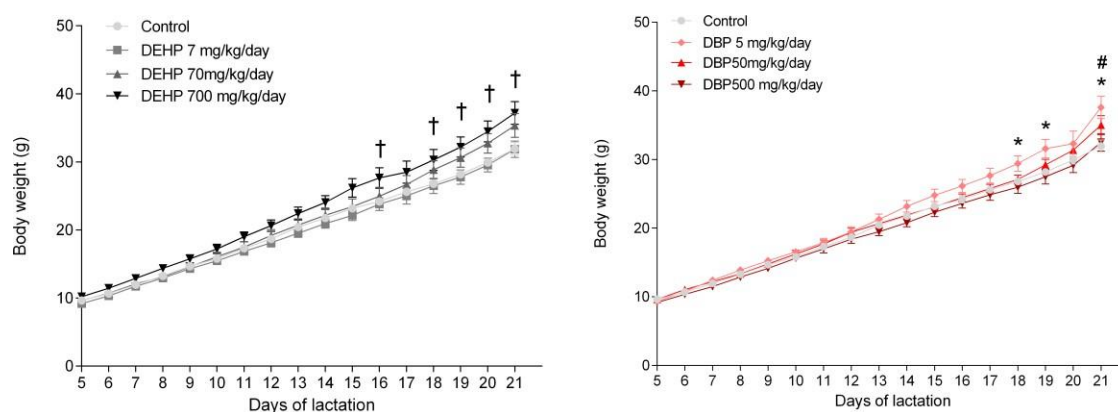 Control
DEHP 7 mg/kg/day
DEHP 70mg/kg/day
DEHP 700 mg/kg/day
50
40
30
20
10
0
Body weight (g)
† † † † †
5 6 7 8 9 10 11 12 13 14 15 16 17 18 19 20 21
Days of lactation
Control
DBP 5 mg/kg/day
DBP50mg/kg/day
DBP500 mg/kg/day
50
40
30
20
10
0
Body weight (g)
#
* * *
5 6 7 8 9 10 11 12 13 14 15 16 17 18 19 20 21
Days of lactation